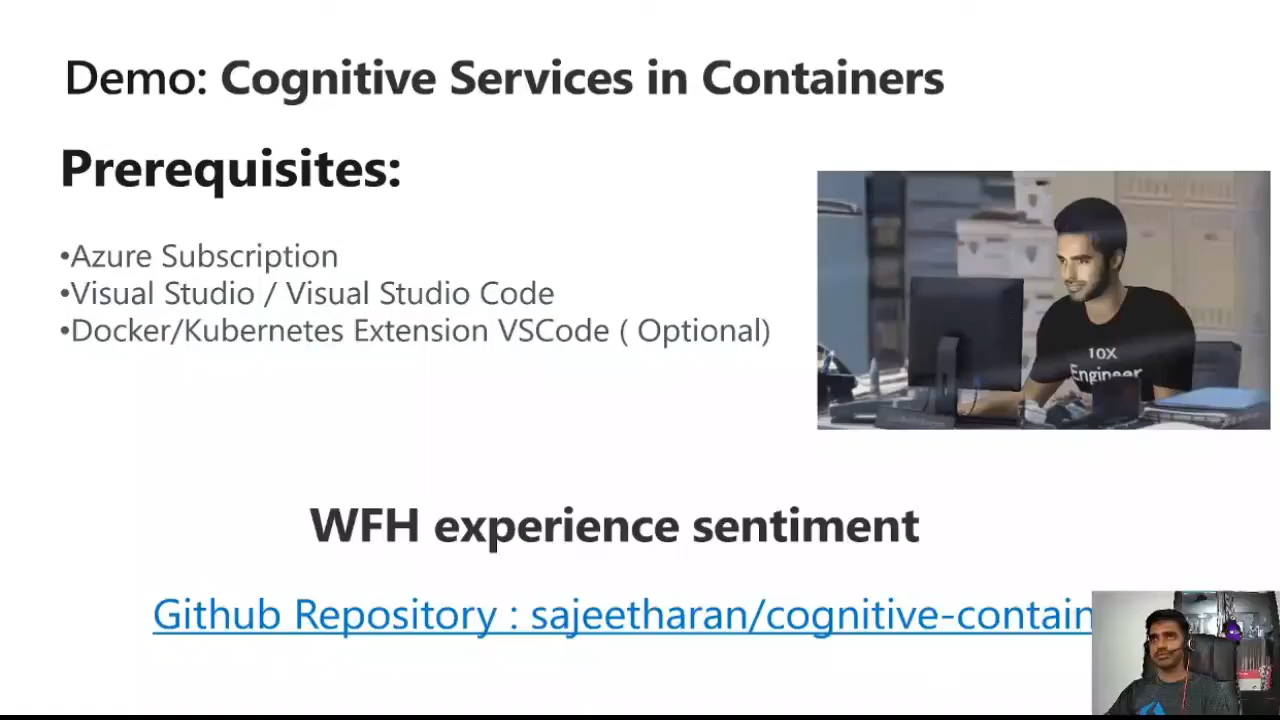 Demo: Cognitive Services in Containers
Prerequisites:
•Azure Subscription
•Visual Studio / Visual Studio Code
•Docker/Kubernetes Extension VSCode ( Optional)
10X
Engineer
WFH experience sentiment
Github Repository : sajeetharan/cognitive-contain